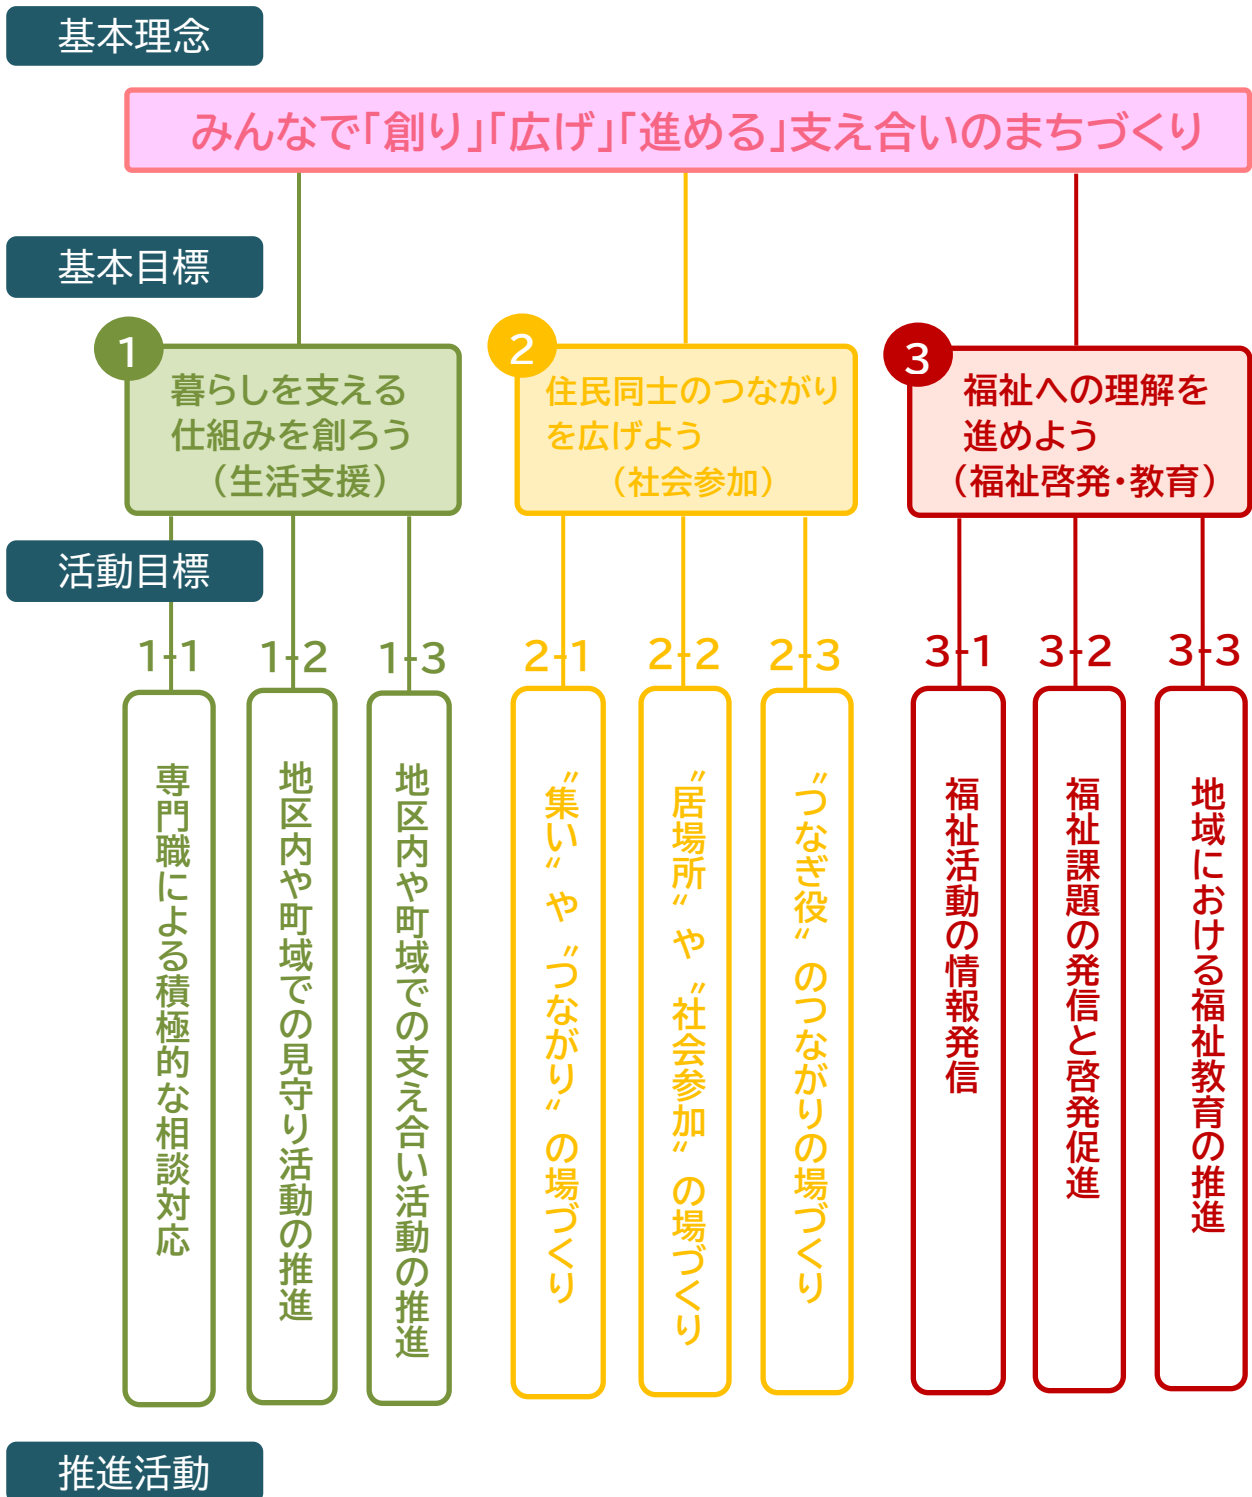 基本理念
みんなで「創り」「広げ」「進める」支え合いのまちづくり
基本目標
1
暮らしを支える
仕組みを創ろう
（生活支援）
2
住民同士のつながり
を広げよう
（社会参加）
3
福祉への理解を
進めよう
（福祉啓発・教育）
活動目標
1-1
専門職による積極的な相談対応
1-2
地区内や町域での見守り活動の推進
1-3
地区内や町域での支え合い活動の推進
2-1
〝集い〟や〝つながり〟の場づくり
2-2
〝居場所〟や〝社会参加〟の場づくり
2-3
〝つなぎ役〟のつながりの場づくり
3-1
福祉活動の情報発信
3-2
福祉課題の発信と啓発促進
3-3
地域における福祉教育の推進
推進活動